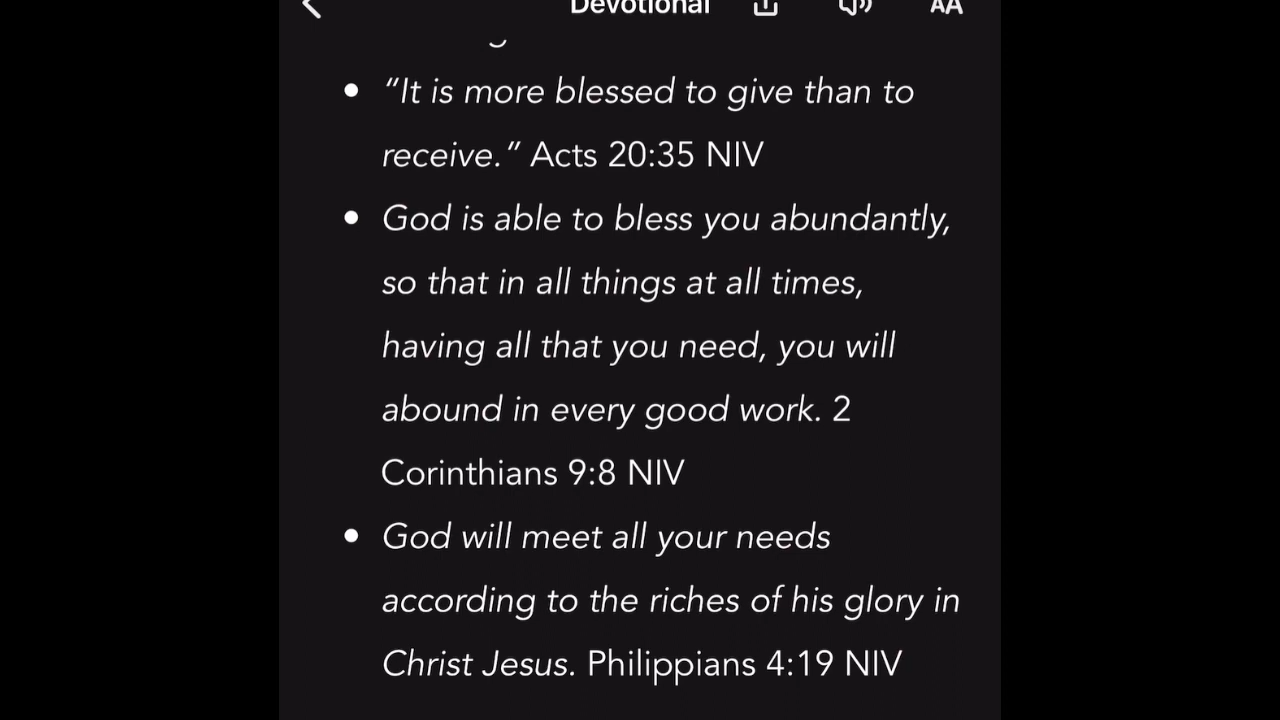 Devotional
AA
“It is more blessed to give than to
receive.” Acts 20:35 NIV
God is able to bless you abundantly,
so that in all things at all times,
having all that you need, you will
abound in every good work. 2
Corinthians 9:8 NIV
God will meet all your needs
according to the riches of his glory in
Christ Jesus. Philippians 4:19 NIV